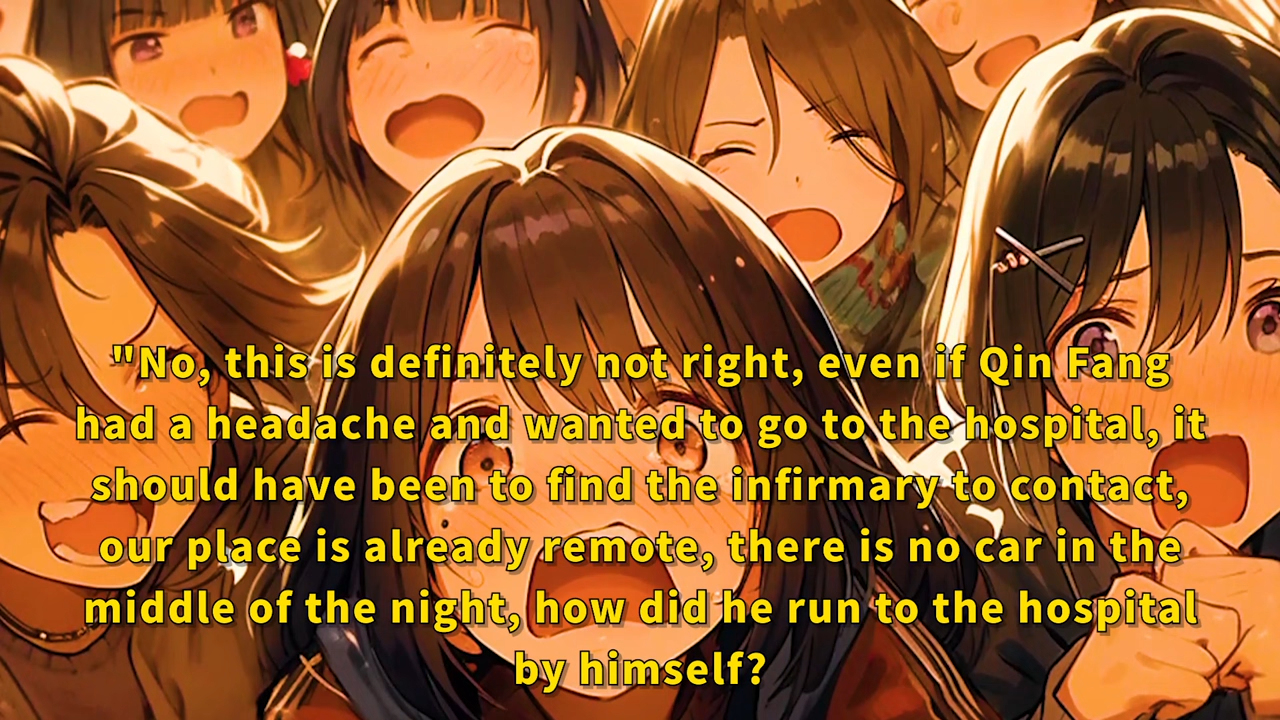 "No, this is definitely not right, even if Qin Fang
had a headache and wanted to go to the hospital, it
should have been to find the infirmary to contact,
our place is already remote, there is no car in the
middle of the night, how did he run to the hospital
by himself?